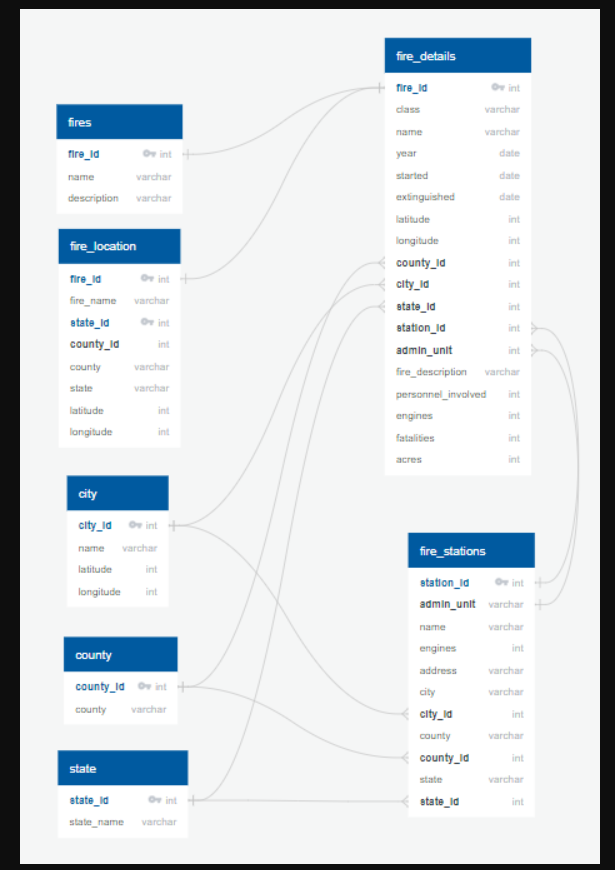 fires
fire_id int
name varchar
description varchar
fire_location
fire_id int
fire_name varchar
state_id int
county_id int
county varchar
state varchar
latitude int
longitude int
city
city_id int
name varchar
latitude int
longitude int
county
county_id int
county varchar
state
state_id int
state_name varchar
fire_details
fire_id int
class varchar
name varchar
year date
started date
extinguished date
latitude int
longitude int
county_id int
city_id int
state_id int
station_id int
admin_unit int
fire_description varchar
personnel_involved int
engines int
fatalities int
acres int
fire_stations
station_id int
admin_unit varchar
name varchar
engines int
address varchar
city varchar
city_id int
county varchar
county_id int
state varchar
state_id int